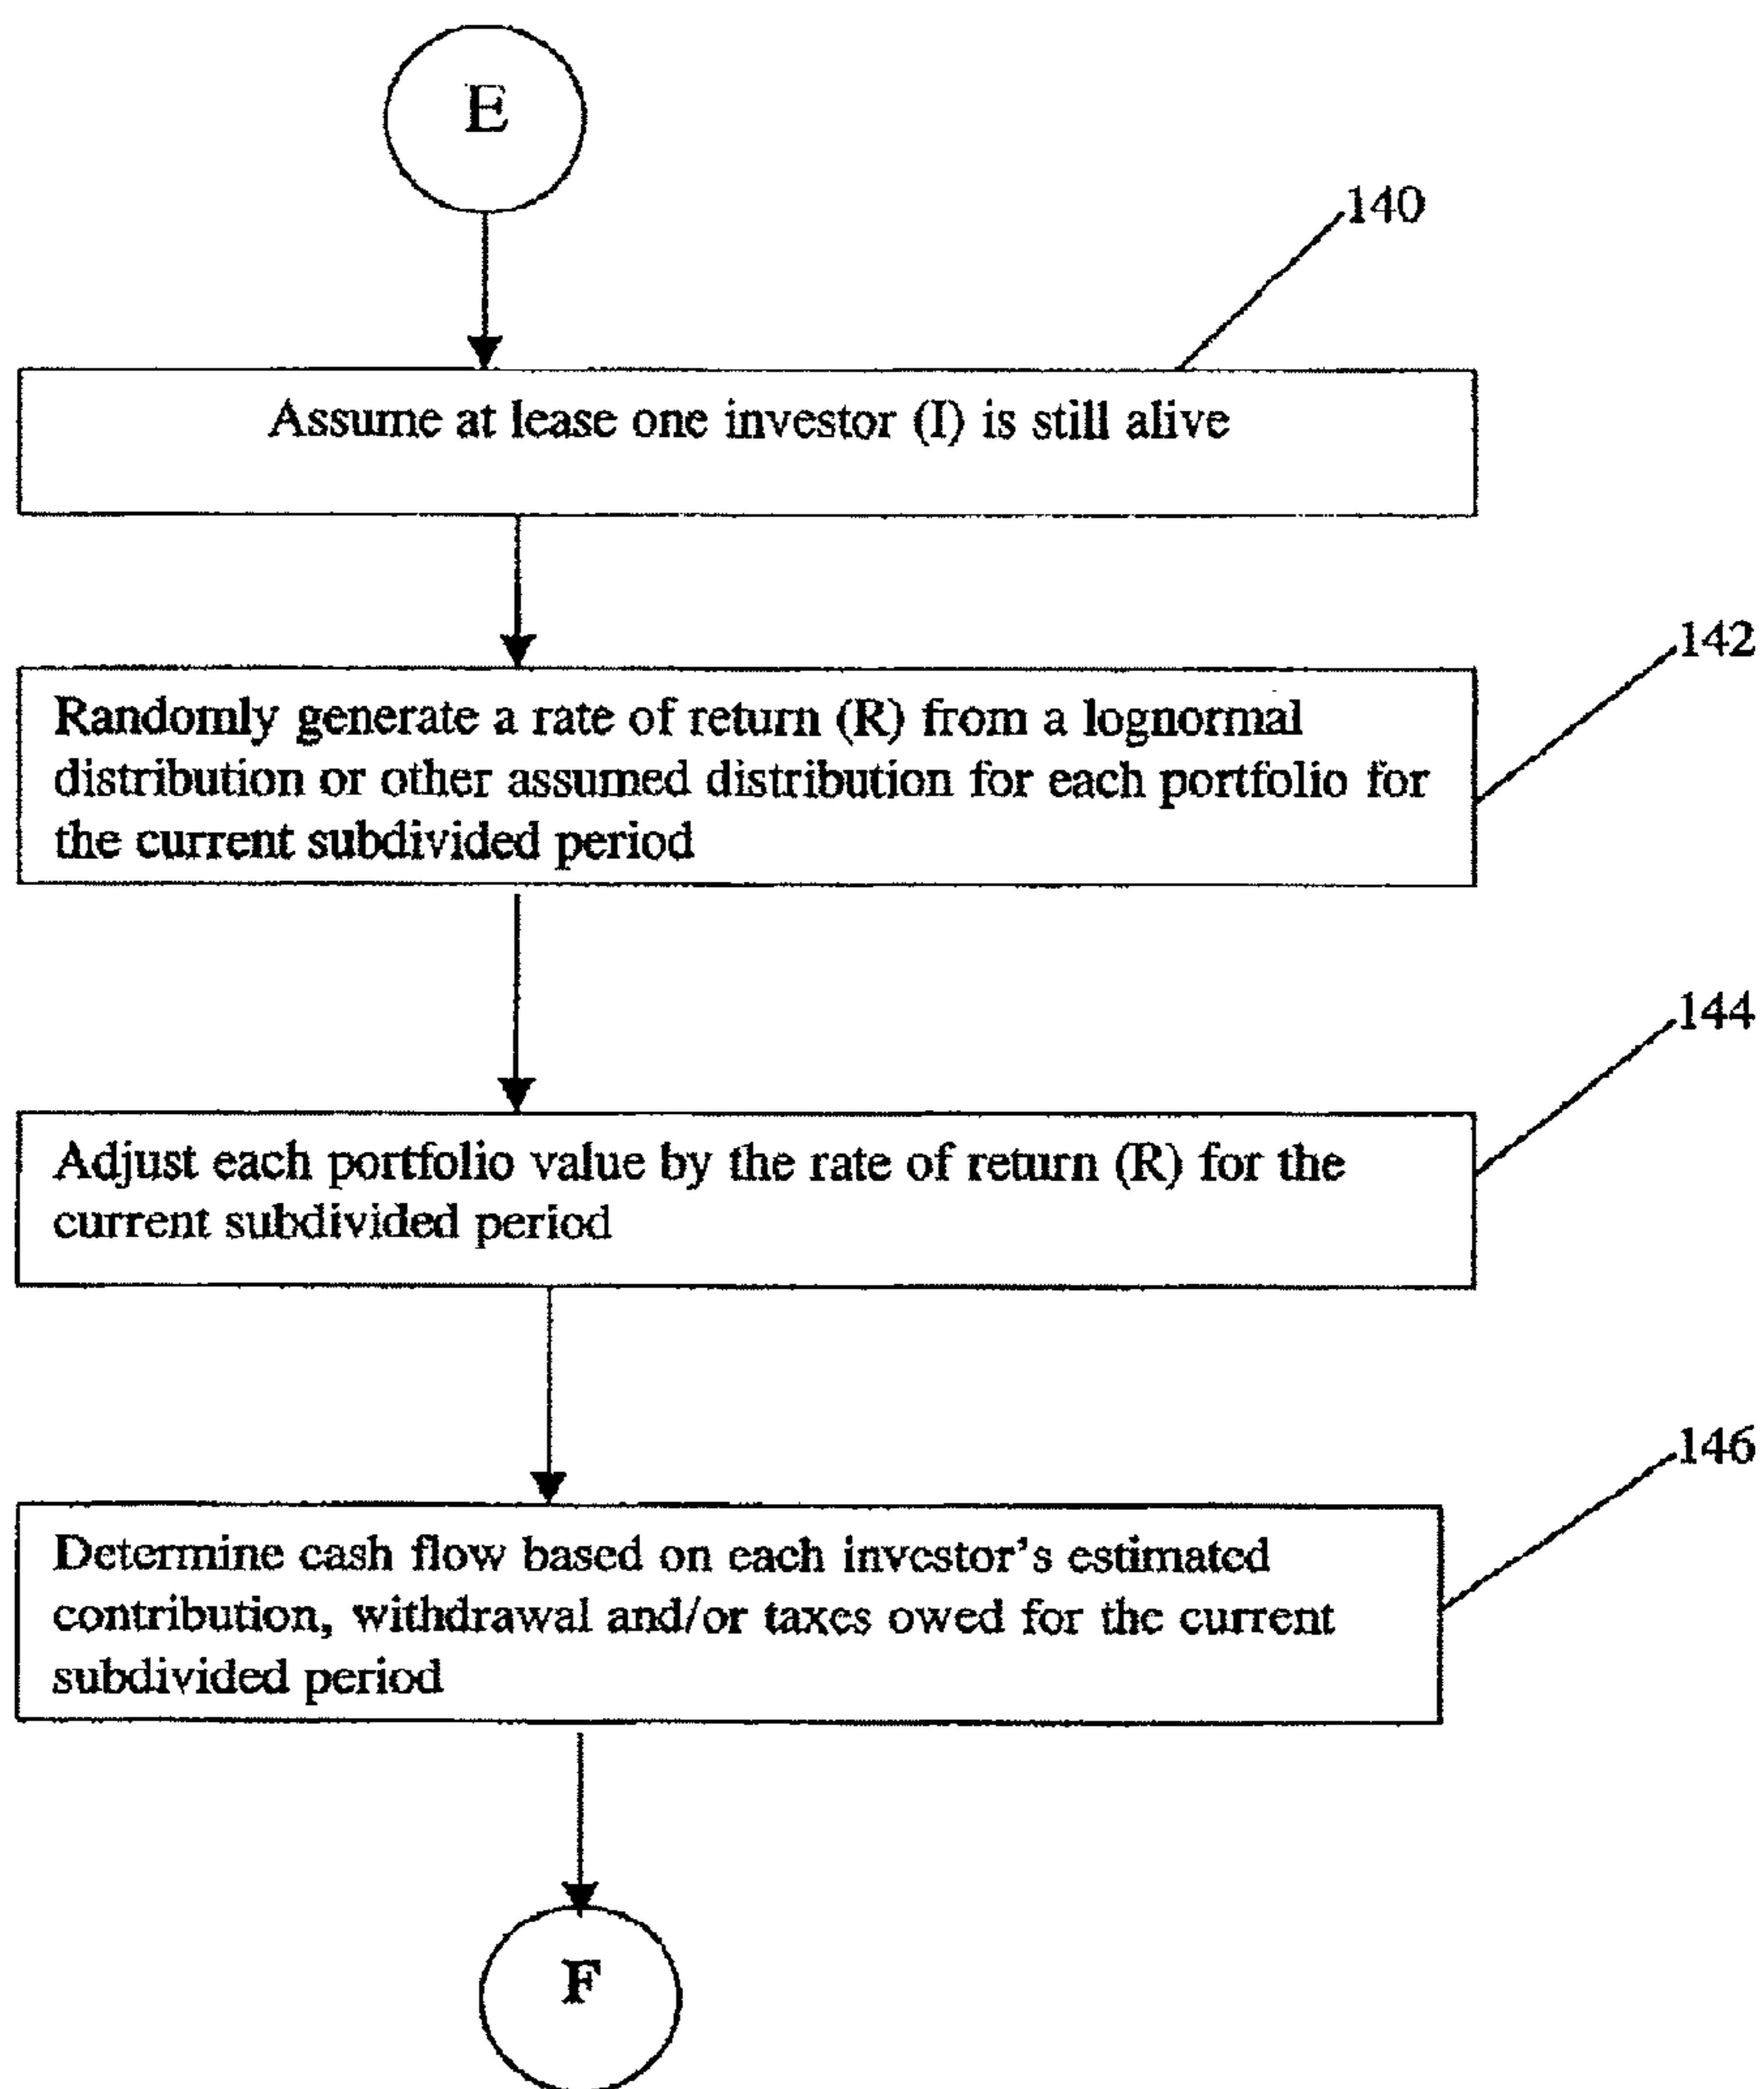 E
140
Assume at lease one investor (I) is still alive
142
Randomly generate a rate of return (R) from a lognormal
distribution or other assumed distribution for each portfolio for
the current subdivided period
144
Adjust each portfolio value by the rate of return (R) for the
current subdivided period
146
Determine cash flow based on each investor's estimated
contribution, withdrawal and/or taxes owed for the current
subdivided period
F